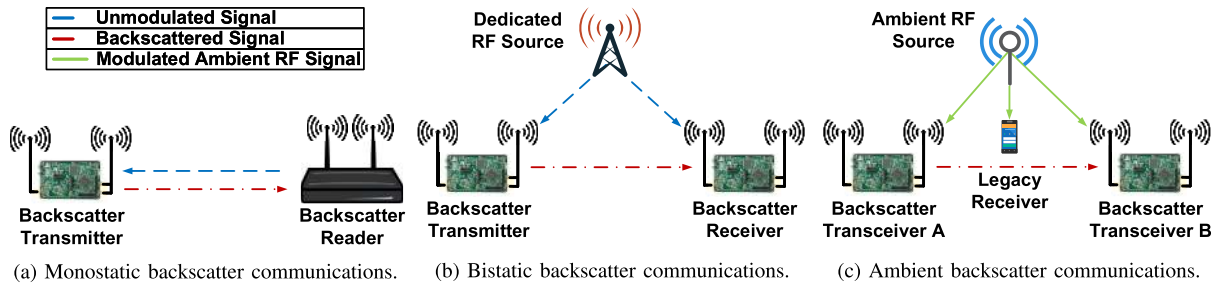 Unmodulated Signal
Backscattered Signal
Modulated Ambient RF Signal
Backscatter
Transmitter
Backscatter
Reader
(a) Monostatic backscatter communications.
Dedicated
RF Source
Backscatter
Transmitter
Backscatter
Receiver
(b) Bistatic backscatter communications.
Ambient RF
Source
Legacy
Receiver
Backscatter
Transceiver A
Backscatter
Transceiver B
(c) Ambient backscatter communications.